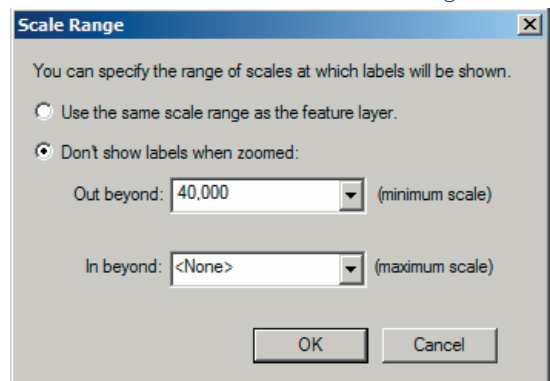 Scale Range
You can specify the range of scales at which labels will be shown.
Use the same scale range as the feature layer.
Don't show labels when zoomed:
Out beyond: 40,000 (minimum scale)
In beyond: <None> (maximum scale)
OK Cancel